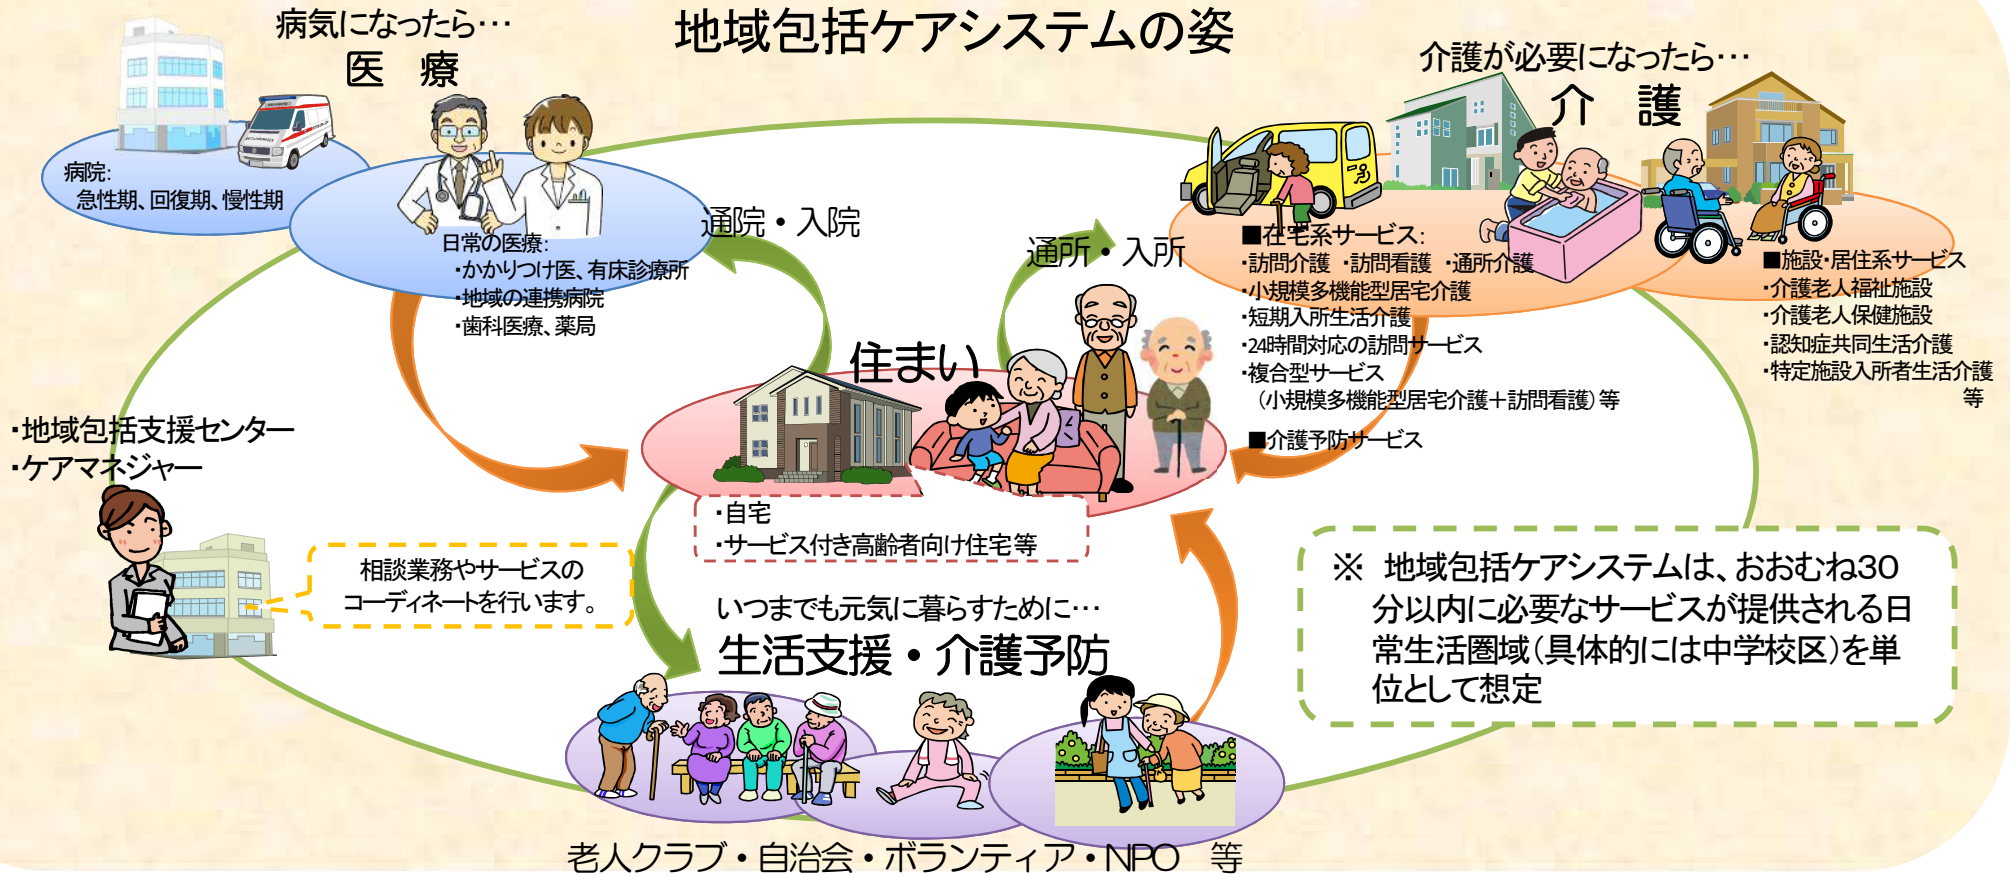 地域包括ケアシステムの姿
病気になったら…
医　療
病院:
急性期、回復期、慢性期
日常の医療:
・かかりつけ医、有床診療所
・地域の連携病院
・歯科医療、薬局
通院・入院
通所・入所
介護が必要になったら…
介　護
■在宅系サービス:
・訪問介護 ・訪問看護 ・通所介護
・小規模多機能型居宅介護
・短期入所生活介護
・24時間対応の訪問サービス
・複合型サービス
（小規模多機能型居宅介護＋訪問看護）等
■介護予防サービス
■施設・居住系サービス
・介護老人福祉施設
・介護老人保健施設
・認知症共同生活介護
・特定施設入所者生活介護
等
住まい
・自宅
・サービス付き高齢者向け住宅等
・地域包括支援センター
・ケアマネジャー
相談業務やサービスの
コーディネートを行います。
いつまでも元気に暮らすために…
生活支援・介護予防
老人クラブ・自治会・ボランティア・NPO　等
※　地域包括ケアシステムは、おおむね30
分以内に必要なサービスが提供される日
常生活圏域（具体的には中学校区）を単
位として想定